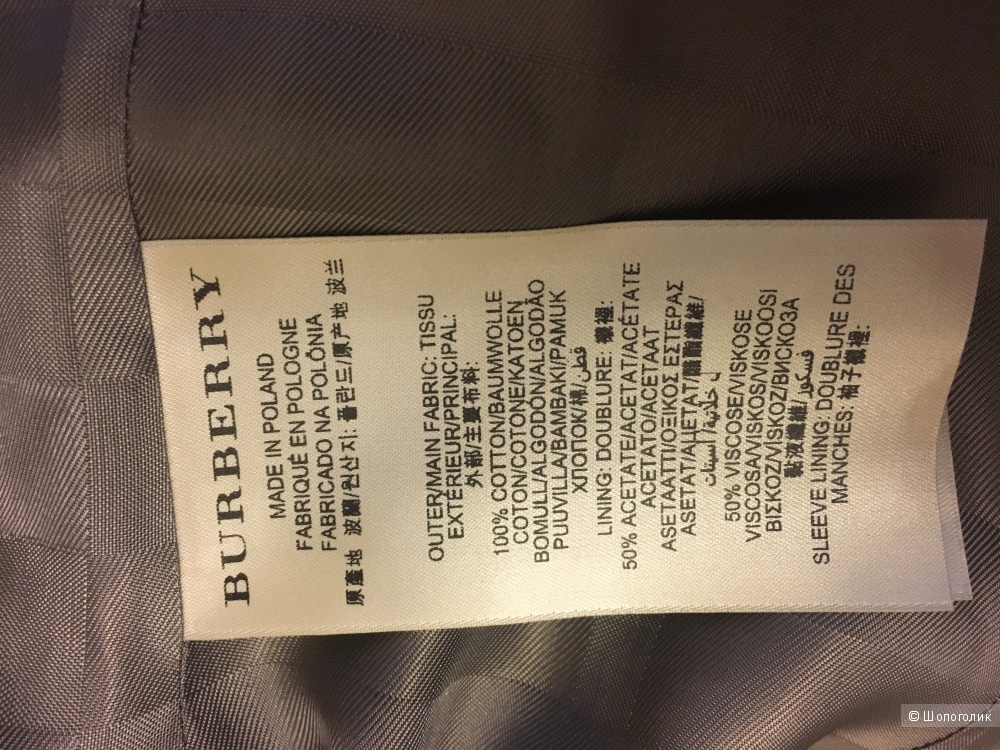 BURBERRY
MADE IN POLAND
FABRIQUÉ EN POLOGNE
FABRICADO NA POLÔNIA
原產地 波蘭/원산지: 폴란드/原产地 波兰
OUTER/MAIN FABRIC: TISSU
EXTÉRIEUR/PRINCIPAL:
外部/主要布料:
100% COTTON/BAUMWOLLE
COTON/COTONE/KATOEN
BOMULL/ALGODÓN/ALGODÃO
PUUVILLA/BAMBAKI/PAMUK
ХЛОПОК/棉/قطن
LINING: DOUBLURE: 裡:
50% ACETATE/ACETAT/ACÉTATE
ACETATO/ACETAAT
ASETAATTI/ΟΞΙΚΟΣ ΕΣΤΕΡΑΣ
ASETAT/АЦЕТАТ/醋酯纖維/
50% VISCOSE/VISKOSE
VISCOSA/VISKOS/VISKOOSI
ΒΙΣΚΟΖ/VISKOZ/ВИСКОЗА
黏液纖維/فسكوز
SLEEVE LINING: DOUBLURE DES
MANCHES: 袖子襯裡:
© Шопоголик